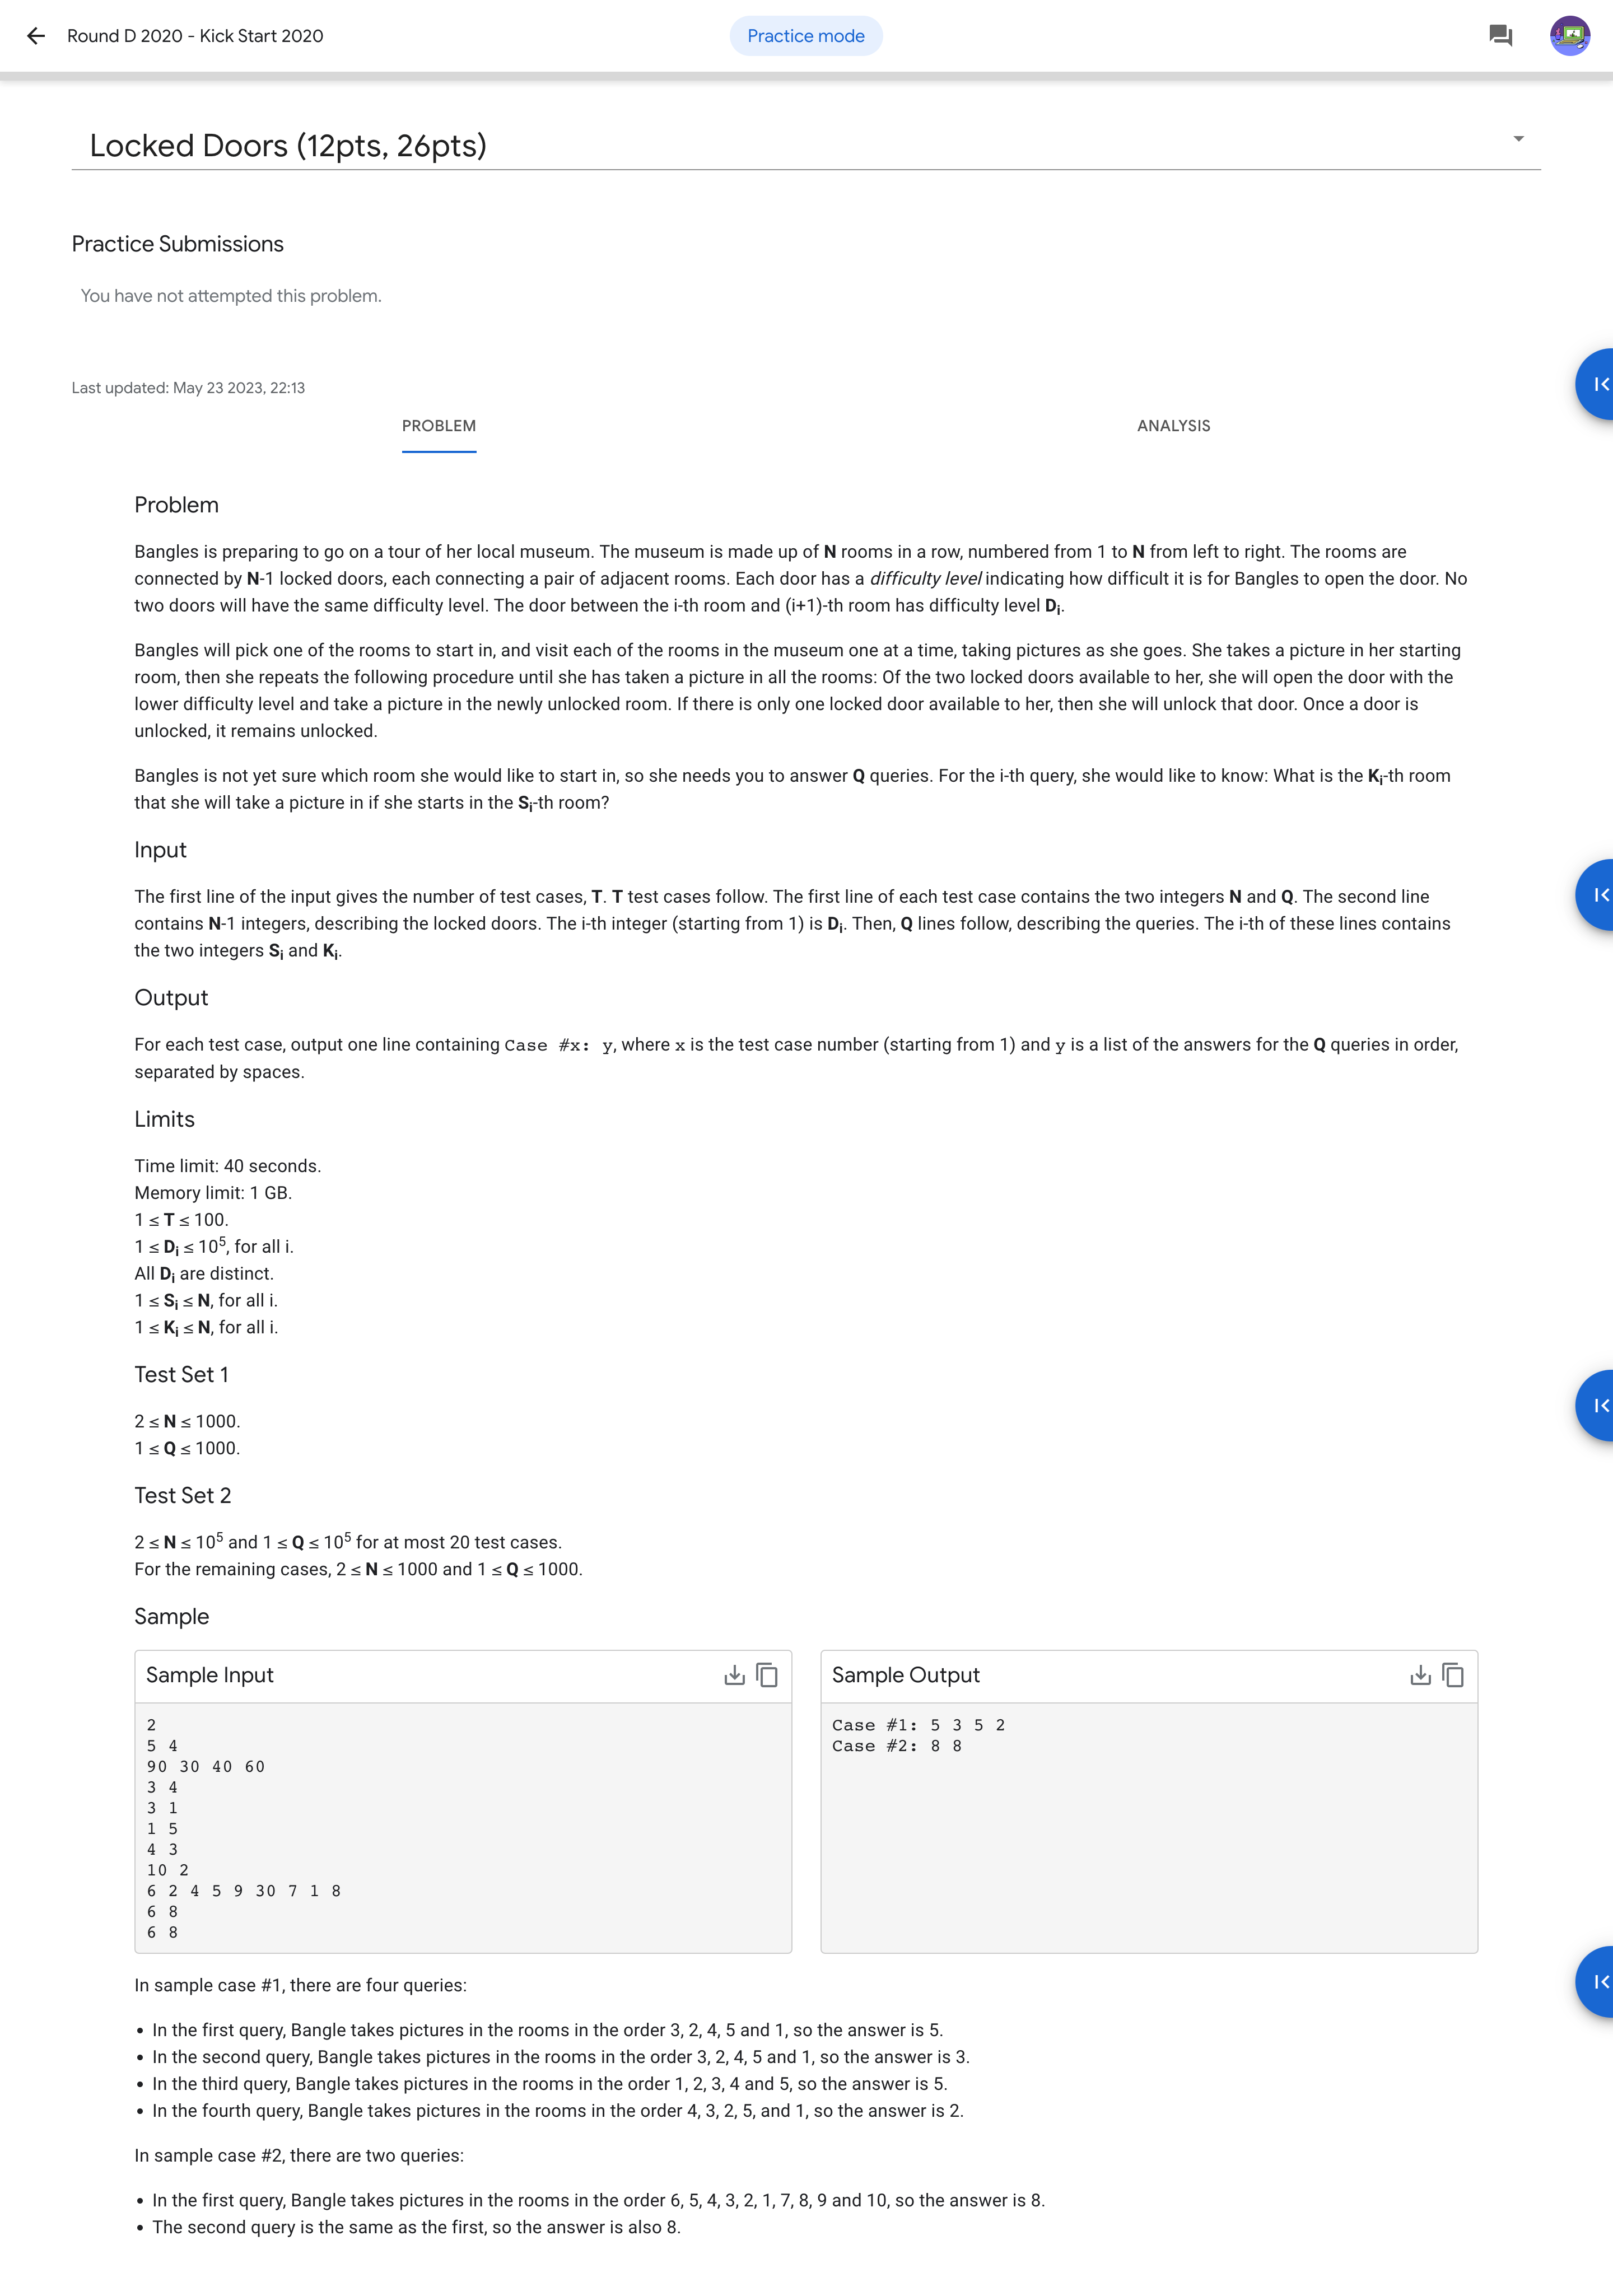 Round D 2020 - Kick Start 2020
Practice mode
Locked Doors (12pts, 26pts)
Practice Submissions
You have not attempted this problem.
Last updated: May 23 2023, 22:13
PROBLEM
ANALYSIS
Problem
Bangles is preparing to go on a tour of her local museum. The museum is made up of N rooms in a row, numbered from 1 to N from left to right. The rooms are
connected by N-1 locked doors, each connecting a pair of adjacent rooms. Each door has a difficulty level indicating how difficult it is for Bangles to open the door. No
two doors will have the same difficulty level. The door between the i-th room and (i+1)-th room has difficulty level Di.
Bangles will pick one of the rooms to start in, and visit each of the rooms in the museum one at a time, taking pictures as she goes. She takes a picture in her starting
room, then she repeats the following procedure until she has taken a picture in all the rooms: Of the two locked doors available to her, she will open the door with the
lower difficulty level and take a picture in the newly unlocked room. If there is only one locked door available to her, then she will unlock that door. Once a door is
unlocked, it remains unlocked.
Bangles is not yet sure which room she would like to start in, so she needs you to answer Q queries. For the i-th query, she would like to know: What is the Ki-th room
that she will take a picture in if she starts in the Si-th room?
Input
The first line of the input gives the number of test cases, T. T test cases follow. The first line of each test case contains the two integers N and Q. The second line
contains N-1 integers, describing the locked doors. The i-th integer (starting from 1) is Di. Then, Q lines follow, describing the queries. The i-th of these lines contains
the two integers Si and Ki.
Output
For each test case, output one line containing Case #x: y, where x is the test case number (starting from 1) and y is a list of the answers for the Q queries in order,
separated by spaces.
Limits
Time limit: 40 seconds.
Memory limit: 1 GB.
1 ≤ T ≤ 100.
1 ≤ Di ≤ 10^5, for all i.
All Di are distinct.
1 ≤ Si ≤ N, for all i.
1 ≤ Ki ≤ N, for all i.
Test Set 1
2 ≤ N ≤ 1000.
1 ≤ Q ≤ 1000.
Test Set 2
2 ≤ N ≤ 10^5 and 1 ≤ Q ≤ 10^5 for at most 20 test cases.
For the remaining cases, 2 ≤ N ≤ 1000 and 1 ≤ Q ≤ 1000.
Sample
Sample Input
2
5 4
90 30 40 60
3 4
3 1
1 5
4 3
10 2
6 2 4 5 9 30 7 1 8
6 8
6 8
Sample Output
Case #1: 5 3 5 2
Case #2: 8 8
In sample case #1, there are four queries:
• In the first query, Bangle takes pictures in the rooms in the order 3, 2, 4, 5 and 1, so the answer is 5.
• In the second query, Bangle takes pictures in the rooms in the order 3, 2, 4, 5 and 1, so the answer is 3.
• In the third query, Bangle takes pictures in the rooms in the order 1, 2, 3, 4 and 5, so the answer is 5.
• In the fourth query, Bangle takes pictures in the rooms in the order 4, 3, 2, 5, and 1, so the answer is 2.
In sample case #2, there are two queries:
• In the first query, Bangle takes pictures in the rooms in the order 6, 5, 4, 3, 2, 1, 7, 8, 9 and 10, so the answer is 8.
• The second query is the same as the first, so the answer is also 8.